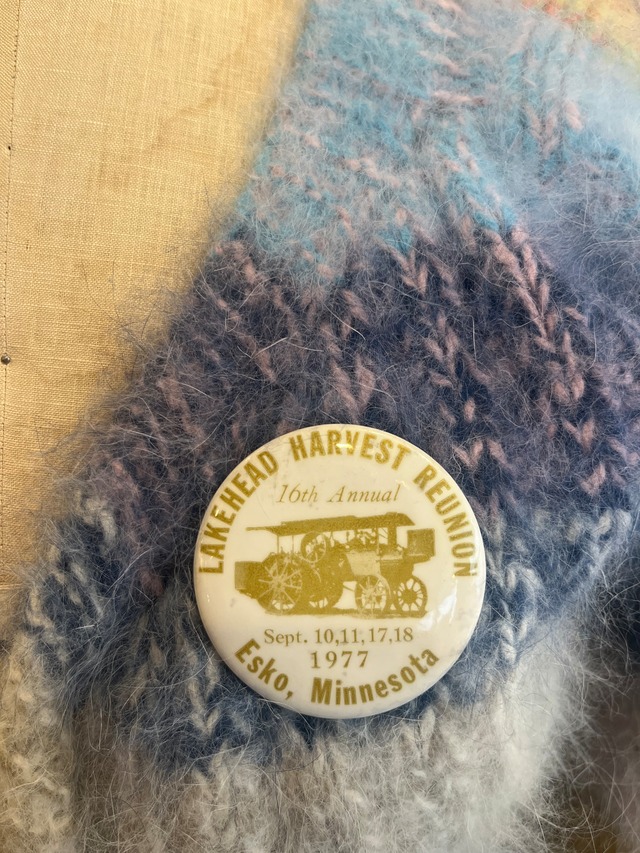 LAKEHEAD HARVEST REUNION
16th Annual
Sept. 10,11,17,18
1977
Esko, Minnesota